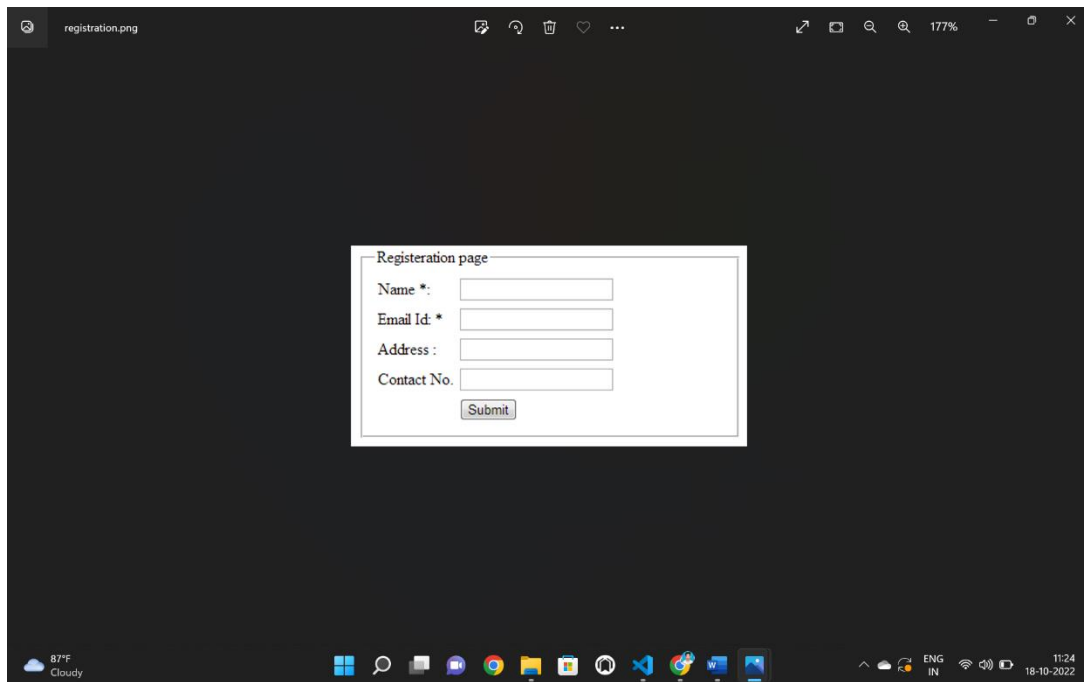 registration.png
177%
Registeration page
Name *:
Email Id: *
Address :
Contact No.
Submit
87°F
Cloudy
W
ENG
IN
11:24
18-10-2022